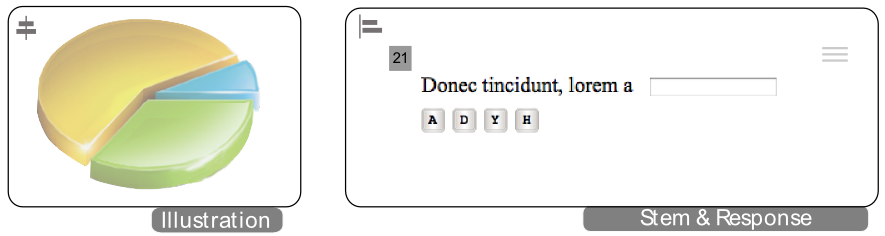 21
Donec tincidunt, lorem a
A D Y H
Illustration
Stem & Response